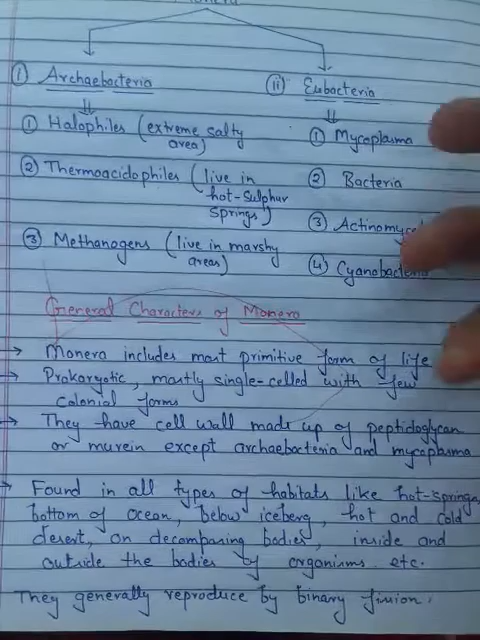 ① Archaebacteria
(ii) Eubacteria
① Halophiles (extreme salty area)
① Mycoplasma
② Thermoacidophiles (live in hot-sulphur springs)
② Bacteria
③ Methanogens (live in marshy areas)
③
④
General Characters of Monera
→ Monera includes most primitive form of life
→ Prokaryotic, mostly single-celled with few
colonial forms
→ They have cell wall made up of peptidoglycan
or murein except archaebacteria and mycoplasma
→ Found in all types of habitats like
bottom of ocean, below iceberg, hot and cold
desert, on decomposing bodies, inside and
outside the bodies of organisms etc.
They generally reproduce by binary fission.